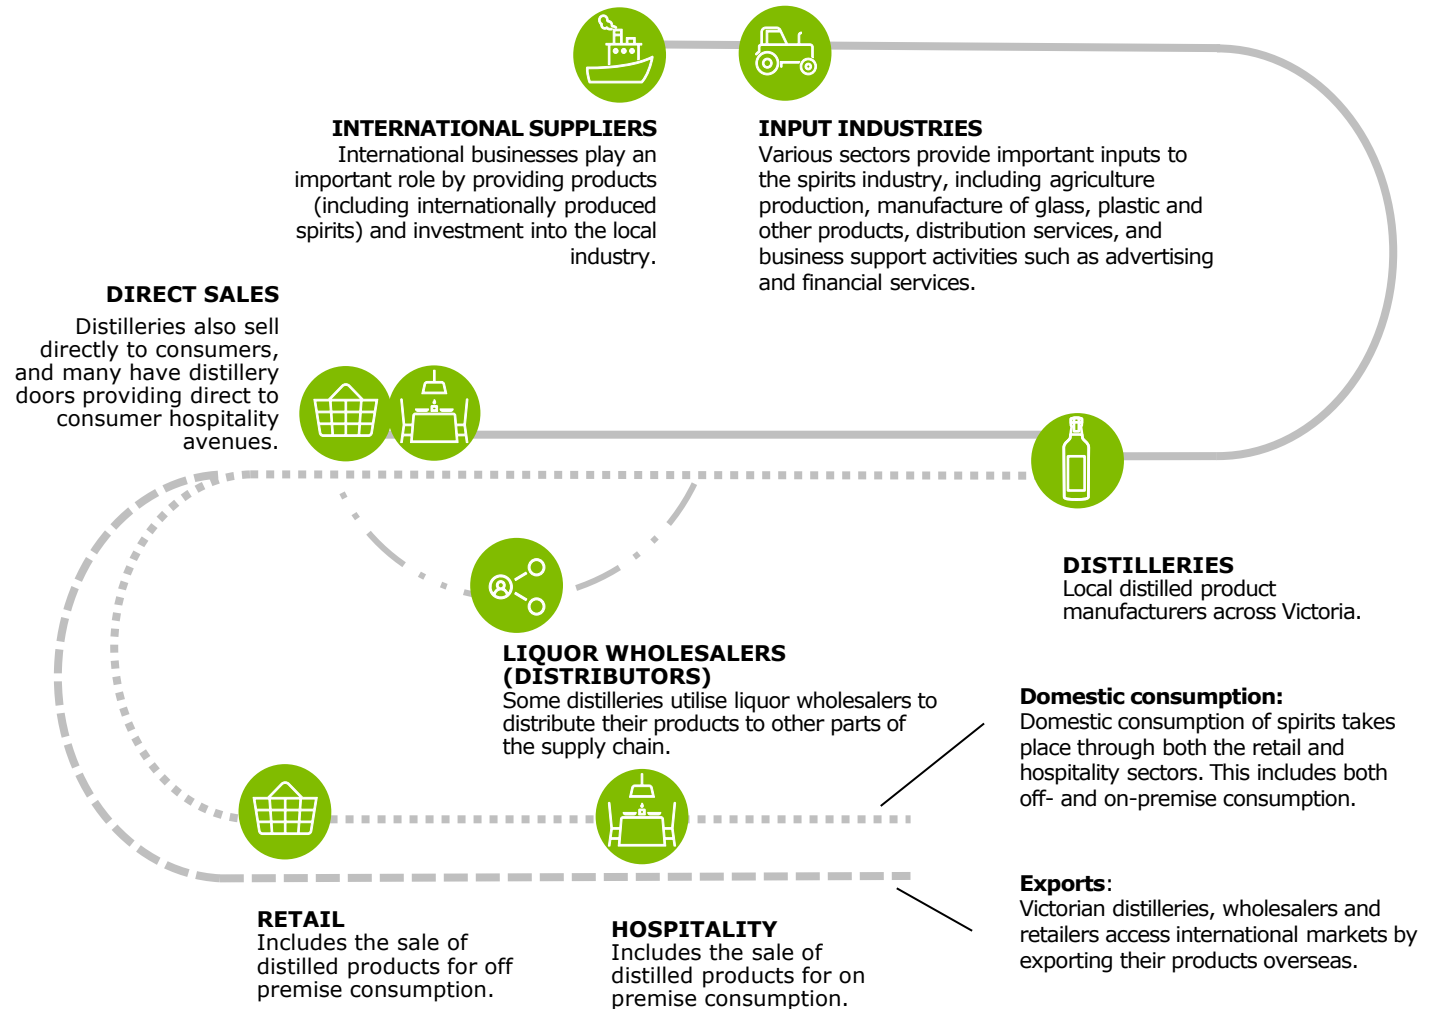 INTERNATIONAL SUPPLIERS
International businesses play an
important role by providing products
(including internationally produced
spirits) and investment into the local
industry.
INPUT INDUSTRIES
Various sectors provide important inputs to
the spirits industry, including agriculture
production, manufacture of glass, plastic and
other products, distribution services, and
business support activities such as advertising
and financial services.
DIRECT SALES
Distilleries also sell
directly to consumers,
and many have distillery
doors providing direct to
consumer hospitality
avenues.
DISTILLERIES
Local distilled product
manufacturers across Victoria.
LIQUOR WHOLESALERS
(DISTRIBUTORS)
Some distilleries utilise liquor wholesalers to
distribute their products to other parts of
the supply chain.
Domestic consumption:
Domestic consumption of spirits takes
place through both the retail and
hospitality sectors. This includes both
off- and on-premise consumption.
Exports:
Victorian distilleries, wholesalers and
retailers access international markets by
exporting their products overseas.
RETAIL
Includes the sale of
distilled products for off
premise consumption.
HOSPITALITY
Includes the sale of
distilled products for on
premise consumption.